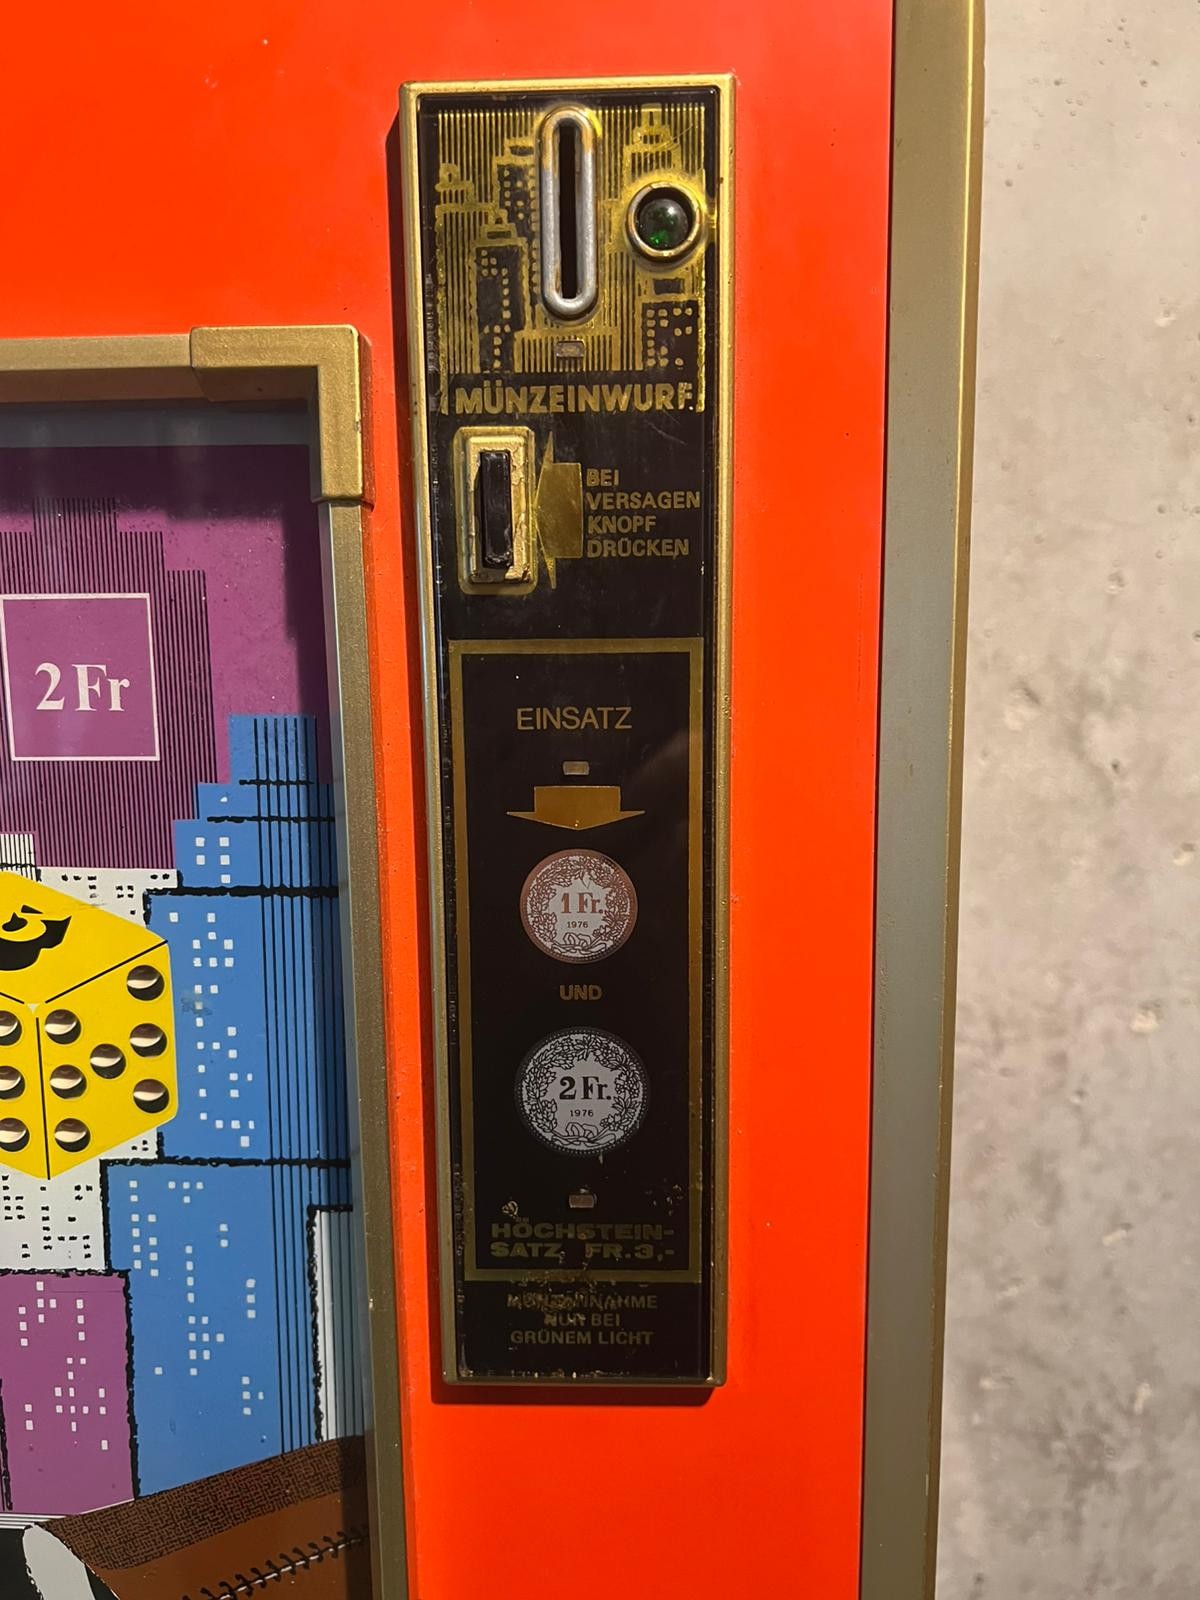 MÜNZEINWURF
BEI
VERSAGEN
KNOPF
DRÜCKEN
2 Fr
EINSATZ
1 Fr.
1976
UND
2 Fr.
1976
HÖCHSTEIN-
SATZ FR. 3,-
MÜNZANNAHME
NUR BEI
GRÜNEM LICHT